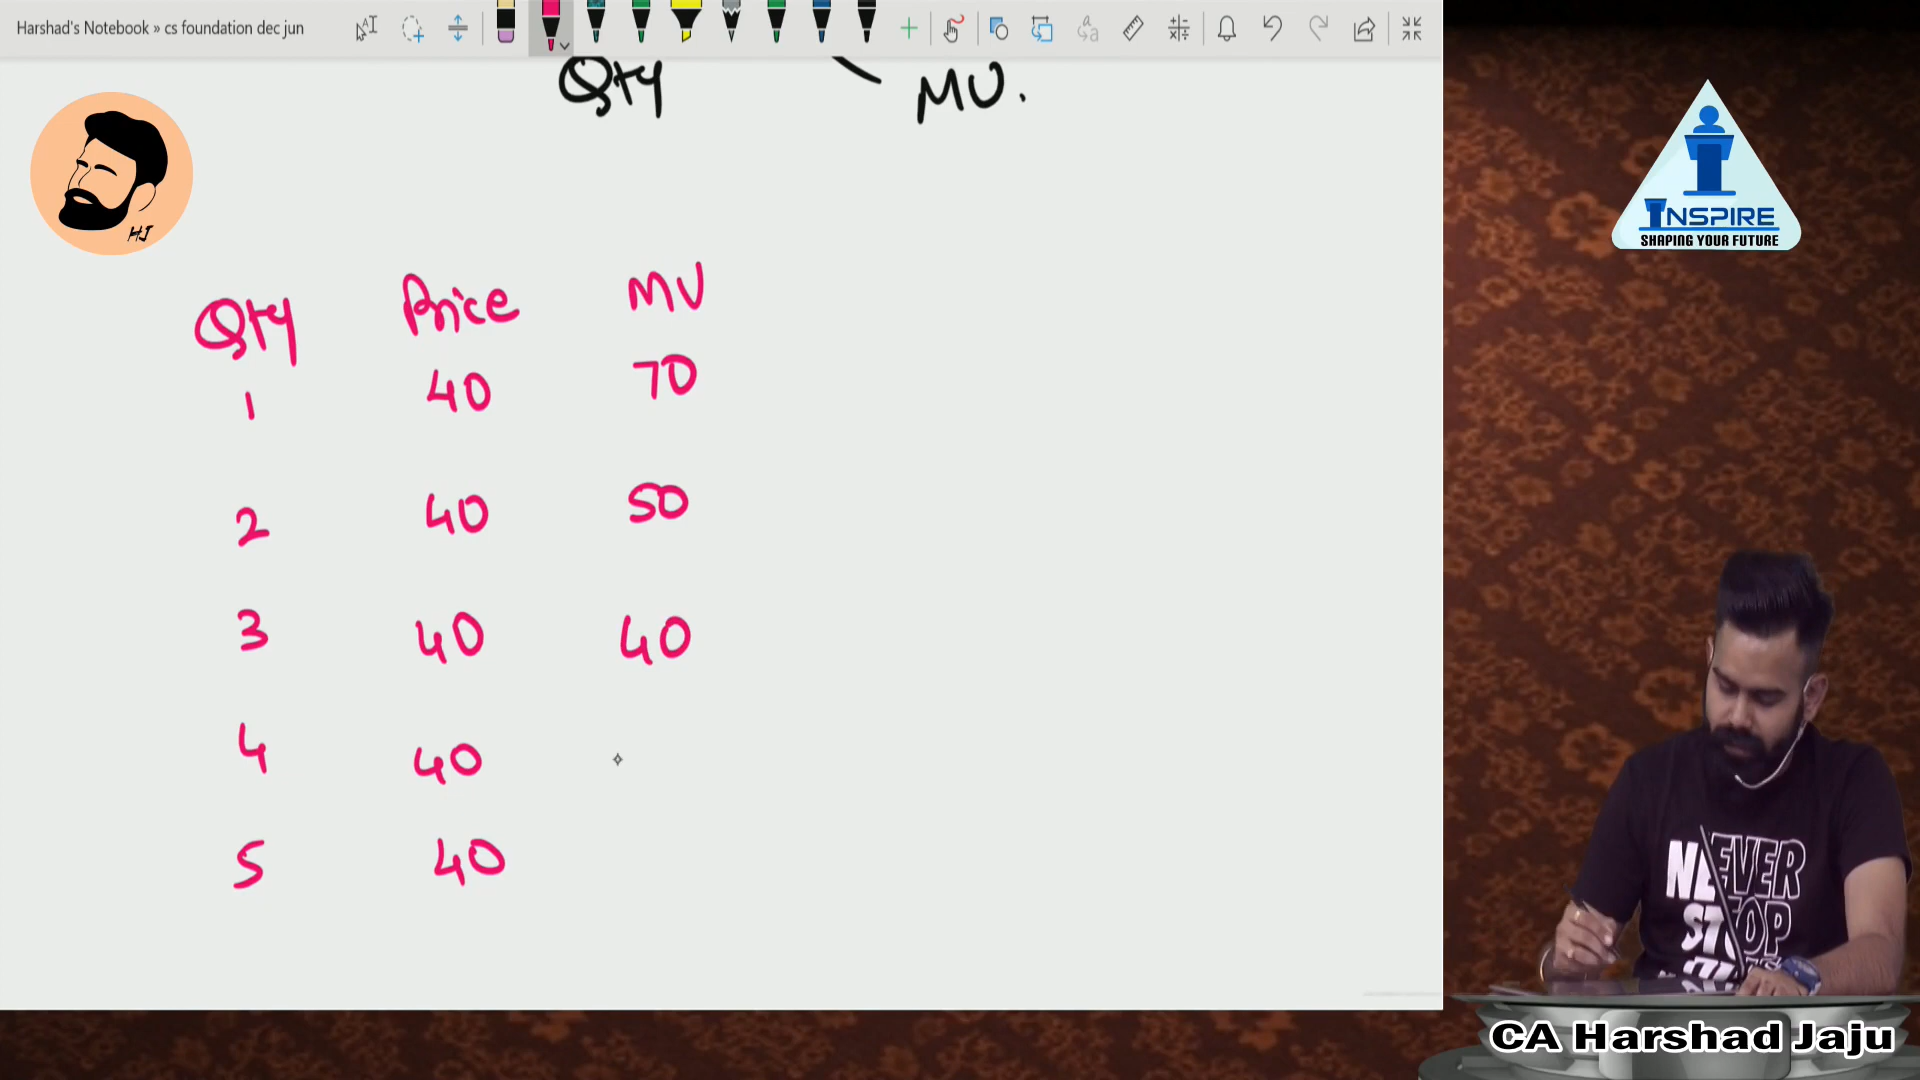 Harshad's Notebook » cs foundation dec jun
Qty MU.
HJ
INSPIRE
SHAPING YOUR FUTURE
Qty Price MU
1 40 70
2 40 50
3 40 40
4 40
5 40
NEVER
STOP
CA Harshad Jaju